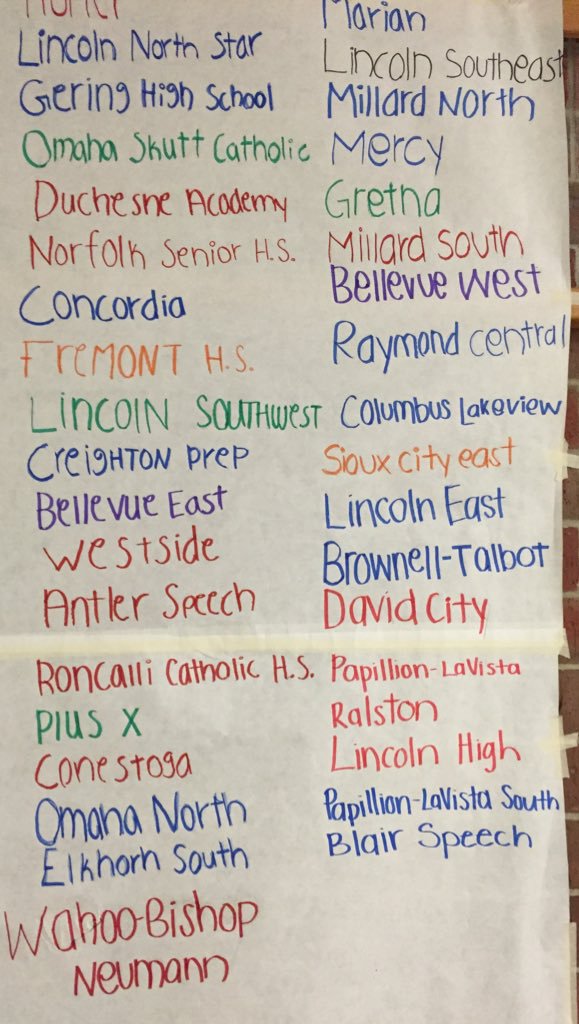 Lincoln North Star
Gering High School
Omaha Skutt Catholic
Duchesne Academy
Norfolk Senior H.S.
Concordia
FREMONT H.S.
LINCOLN SOUTHWEST
CREIGHTON PREP
Bellevue East
Westside
Antler Speech
Roncalli Catholic H.S.
PIUS X
Conestoga
Omaha North
Elkhorn South
Wahoo-Bishop
Neumann
Marian
Lincoln Southeast
Millard North
Mercy
Gretna
Millard South
Bellevue West
Raymond central
Columbus Lakeview
Sioux city east
Lincoln East
Brownell-Talbot
David City
Papillion-LaVista
Ralston
Lincoln High
Papillion-LaVista South
Blair Speech